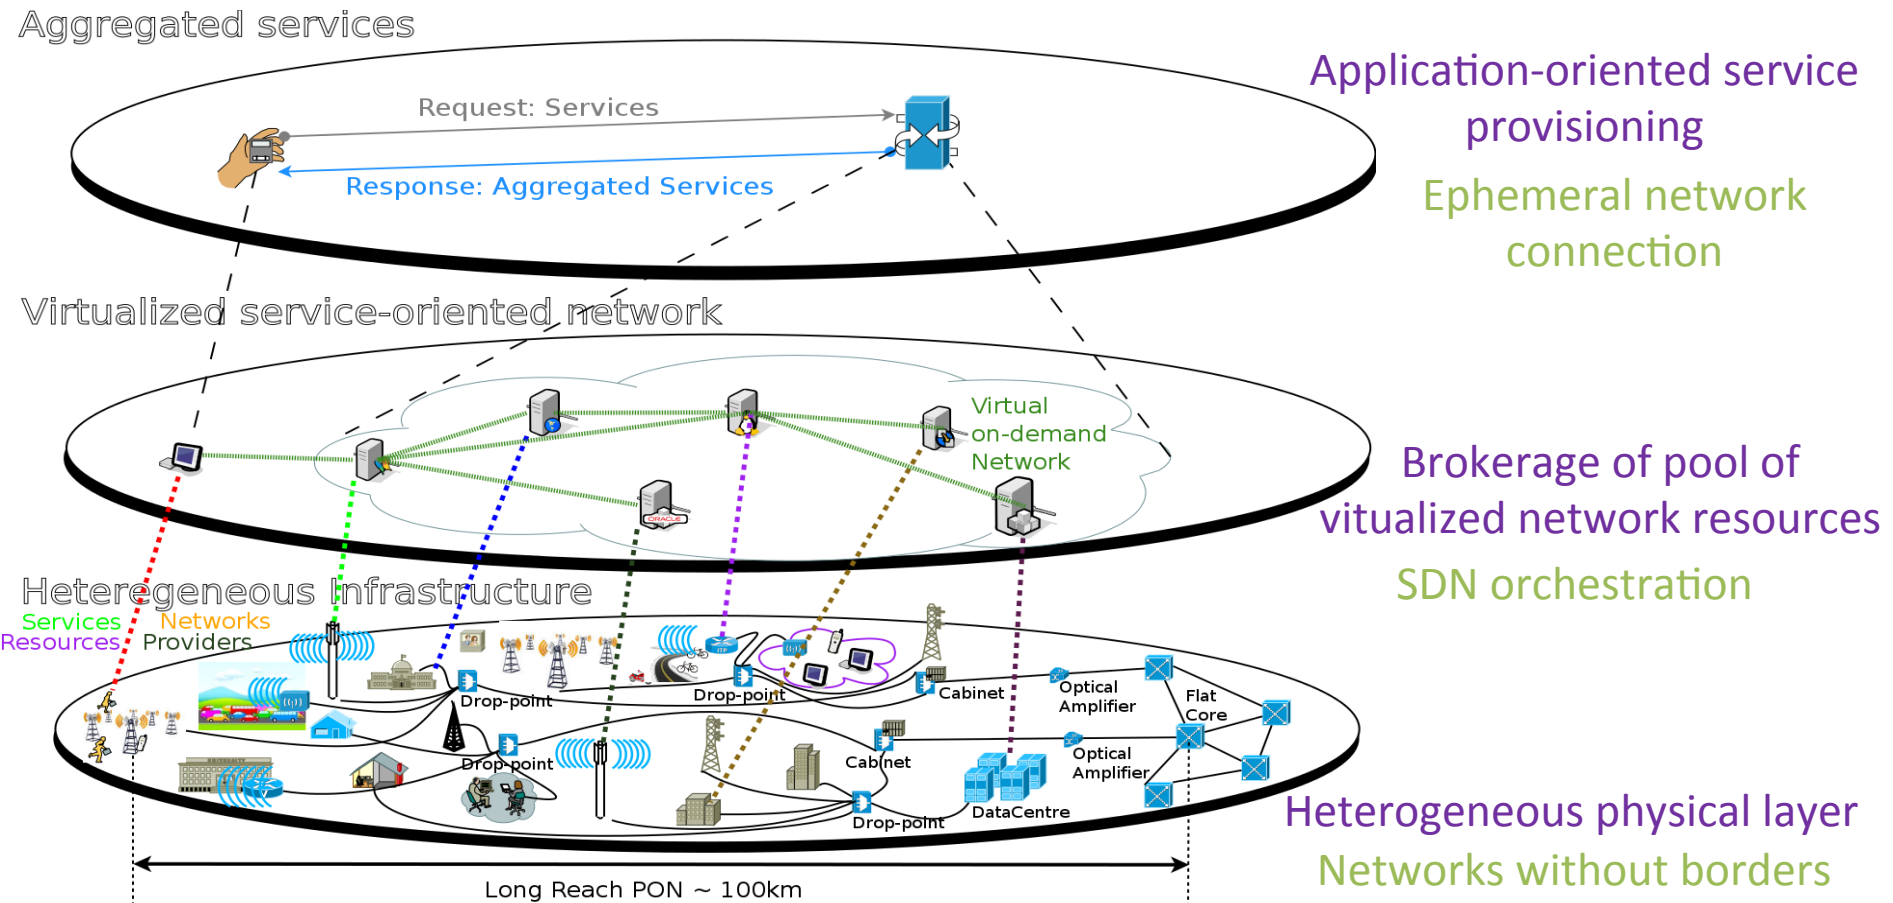 Aggregated services
Application-oriented service
provisioning
Request: Services
Response: Aggregated Services
Ephemeral network
connection
Virtualized service-oriented network
Virtual
on-demand
Network
ORACLE
Brokerage of pool of
vitualized network resources
SDN orchestration
Heteregeneous Infrastructure
Services
Networks
Resources
Providers
ITP
Drop-point
Drop-point
Cabinet
Optical
Amplifier
Flat
Core
Drop-point
Cabinet
Optical
Amplifier
UNIVERSITY
Drop-point
DataCentre
Heterogeneous physical layer
Networks without borders
Long Reach PON ~ 100km